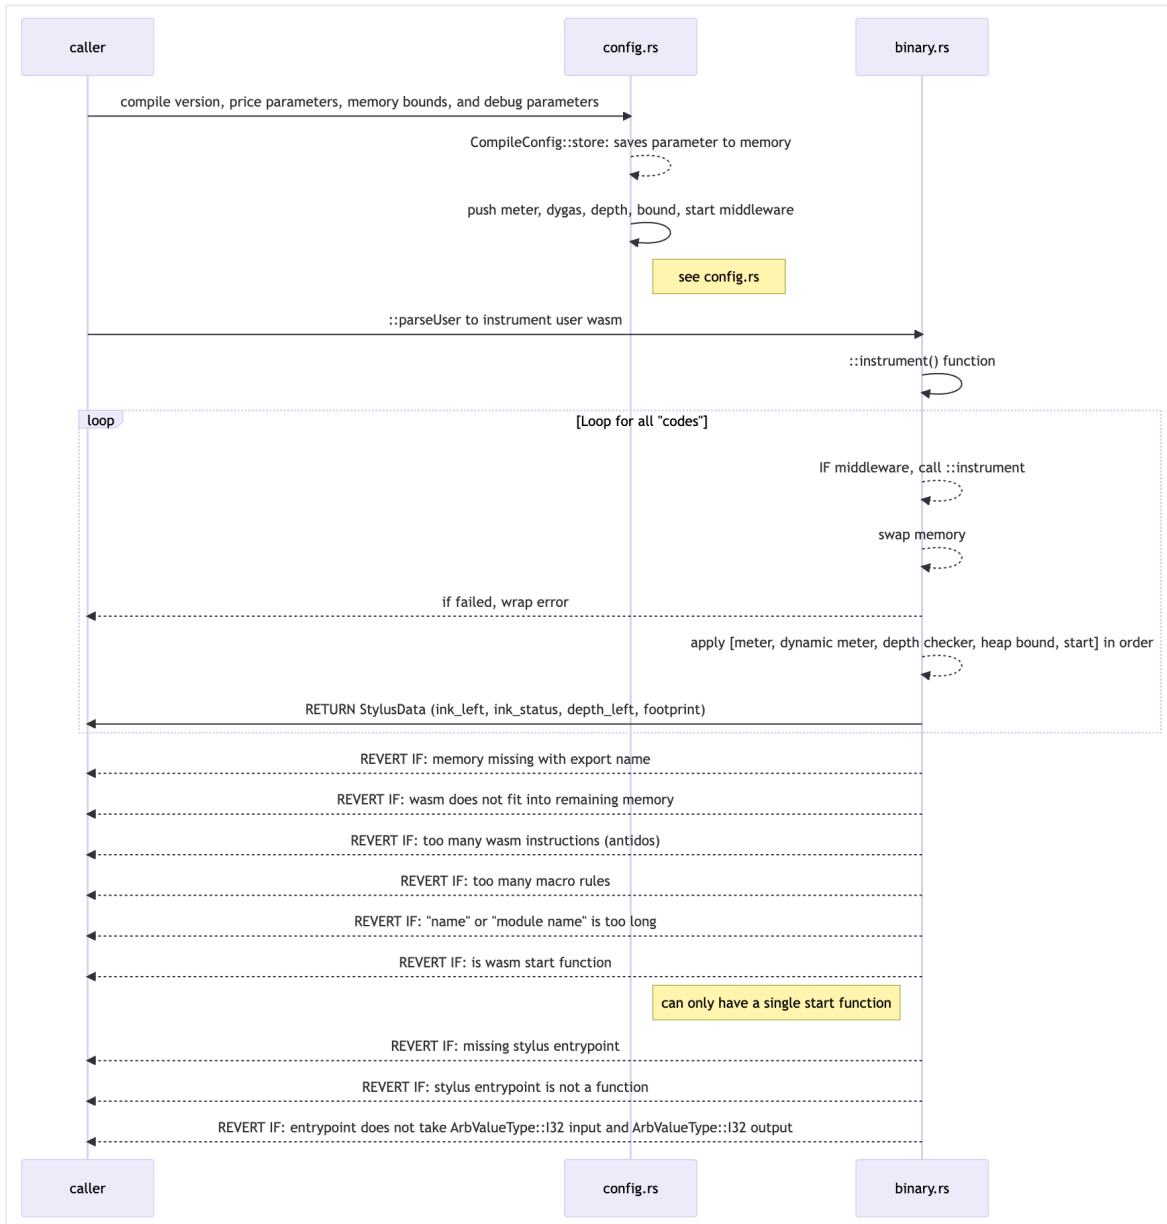 caller
config.rs
binary.rs
compile version, price parameters, memory bounds, and debug parameters
CompileConfig::store: saves parameter to memory
push meter, dygas, depth, bound, start middleware
see config.rs
::parseUser to instrument user wasm
::instrument() function
loop
[Loop for all "codes"]
IF middleware, call ::instrument
swap memory
if failed, wrap error
apply [meter, dynamic meter, depth checker, heap bound, start] in order
RETURN StylusData (ink_left, ink_status, depth_left, footprint)
REVERT IF: memory missing with export name
REVERT IF: wasm does not fit into remaining memory
REVERT IF: too many wasm instructions (antidos)
REVERT IF: too many macro rules
REVERT IF: "name" or "module name" is too long
REVERT IF: is wasm start function
can only have a single start function
REVERT IF: missing stylus entrypoint
REVERT IF: stylus entrypoint is not a function
REVERT IF: entrypoint does not take ArbValueType::I32 input and ArbValueType::I32 output
caller
config.rs
binary.rs